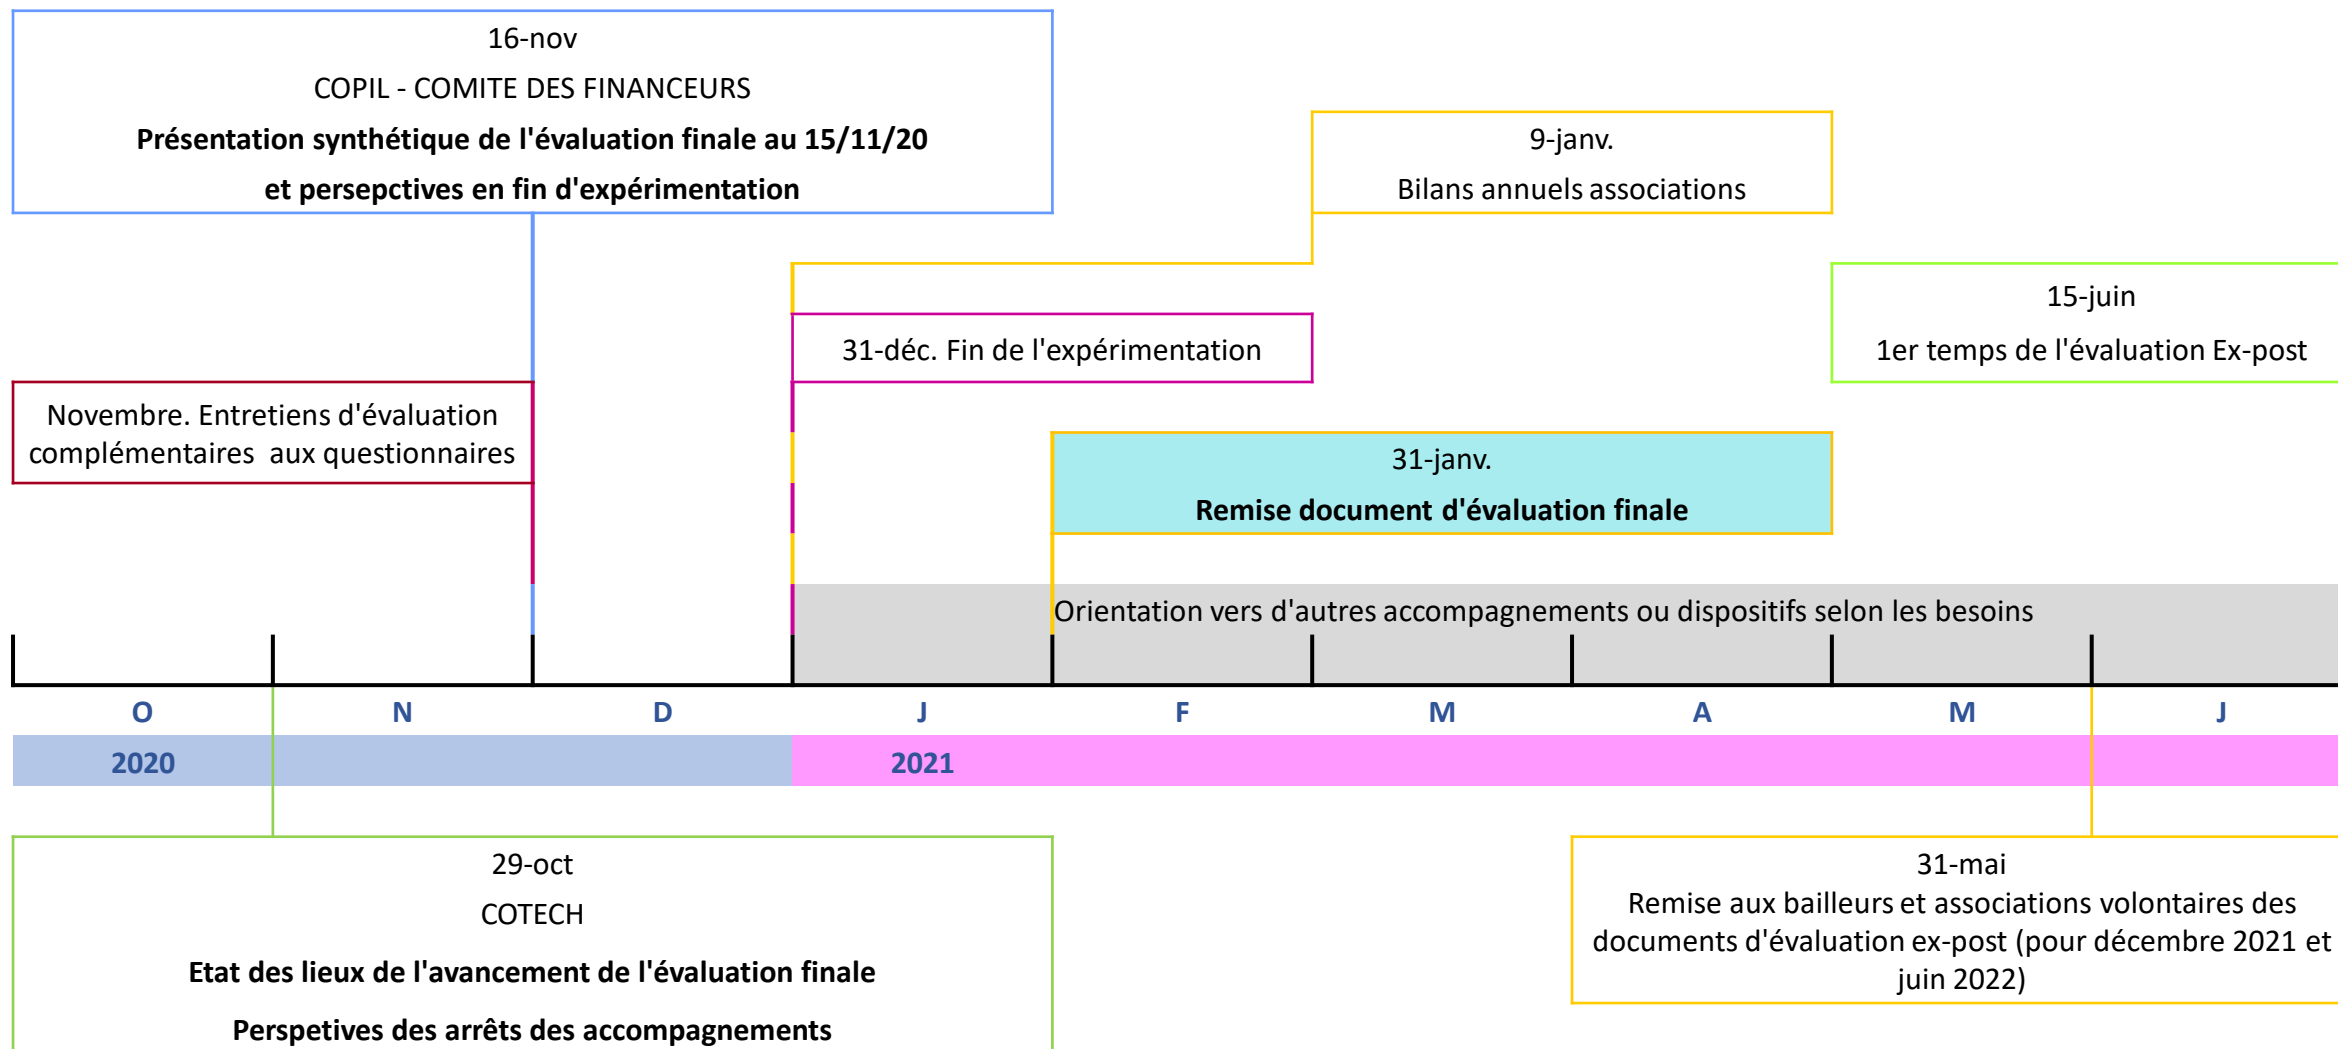 16-nov
COPIL - COMITE DES FINANCEURS
Présentation synthétique de l'évaluation finale au 15/11/20
et persepctives en fin d'expérimentation
9-janv.
Bilans annuels associations
15-juin
1er temps de l'évaluation Ex-post
31-déc. Fin de l'expérimentation
Novembre. Entretiens d'évaluation
complémentaires  aux questionnaires
31-janv.
Remise document d'évaluation finale
Orientation vers d'autres accompagnements ou dispositifs selon les besoins
O N D J F M A M J
2020 2021
29-oct
COTECH
Etat des lieux de l'avancement de l'évaluation finale
Perspetives des arrêts des accompagnements
31-mai
Remise aux bailleurs et associations volontaires des
documents d'évaluation ex-post (pour décembre 2021 et
juin 2022)